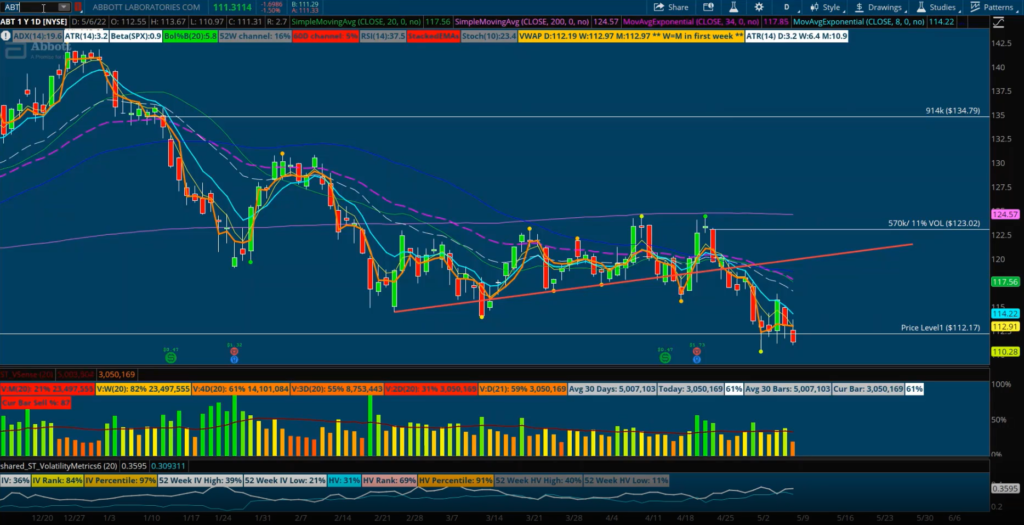 ABT ABBOTT LABORATORIES COM 111.3114 -1.6986 -1.50% B: 111.29 A: 111.33 Share D Style Drawings Studies Patterns
ABT 1 Y 1D [NYSE] D: 5/6/22 O: 112.55 H: 113.67 L: 110.97 C: 111.31 R: 2.7 SimpleMovingAvg (CLOSE, 20, 0, no) 117.56 SimpleMovingAvg (CLOSE, 200, 0, no) 124.57 MovAvgExponential (CLOSE, 34, 0, no) 117.85 MovAvgExponential (CLOSE, 8, 0, no) 114.22
ADX(14):19.6 ATR(14):3.2 Beta(SPX):0.9 Bol%B(20):5.8 52W channel: 16% 60D channel: 5% RSI(14):37.5 StackedEMAs Stoch(10):23.4 VWAP D:112.19 W:112.97 M:112.97 ** W=M in first week ** ATR(14) D:3.2 W:6.4 M:10.9
Abbott
142.5
140
137.5
914k ($134.79)
135
132.5
130
127.5
124.57
570k/ 11% VOL ($123.02)
122.5
120
117.56
114.22
112.91
Price Level1 ($112.17)
110.28
3,050,169
V:M(20): 21% 23,497,555 V:W(20): 82% 23,497,555 V:4D(20): 61% 14,101,084 V:3D(20): 55% 8,753,443 V:2D(20): 31% 3,050,169 V:D(21): 59% 3,050,169 Avg 30 Days: 5,007,103 Today: 3,050,169 61% Avg 30 Bars: 5,007,103 Cur Bar: 3,050,169 61%
Cur Bar Sell %: 67
100%
50%
0%
shared_ST_VolatilityMetrics6 (20) 0.3595 0.309311
IV: 36% IV Rank: 84% IV Percentile: 97% 52 Week IV High: 39% 52 Week IV Low: 21% HV: 31% HV Rank: 69% HV Percentile: 91% 52 Week HV High: 40% 52 Week HV Low: 11%
0.3595
0.2
12/20 12/27 1/3 1/10 1/18 1/24 1/31 2/7 2/14 2/21 2/28 3/7 3/14 3/21 3/28 4/4 4/11 4/18 4/25 5/2 5/9 5/16 5/23 5/30 6/6